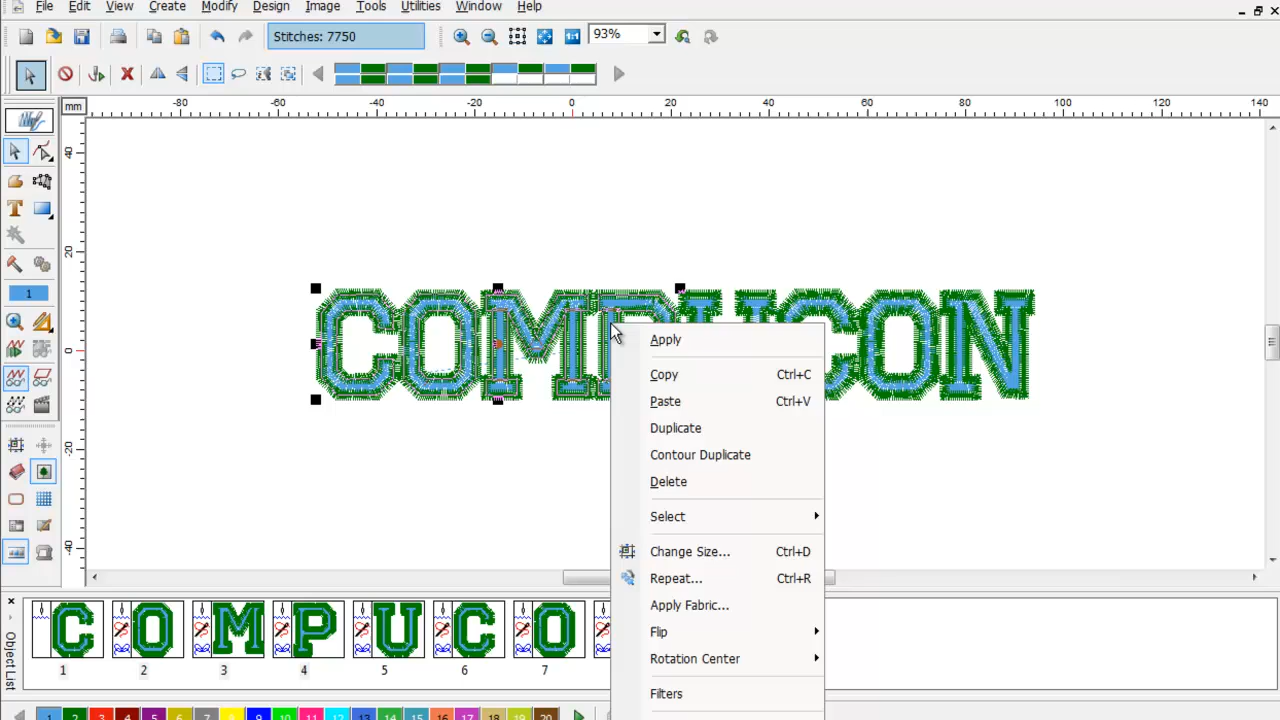 File Edit View Create Modify Design Image Tools Utilities Window Help
Stitches: 7750
93%
mm
-80 -60 -40 -20 0 20 40 60 80 100 120 140
40
20
0
-20
-40
1
COMPUCON
Apply
Copy Ctrl+C
Paste Ctrl+V
Duplicate
Contour Duplicate
Delete
Select
Change Size... Ctrl+D
Repeat... Ctrl+R
Apply Fabric...
Flip
Rotation Center
Filters
Object List
C O M P U C O
1 2 3 4 5 6 7
1 2 3 4 5 6 7 8 9 10 11 12 13 14 15 16 17 18 19 20